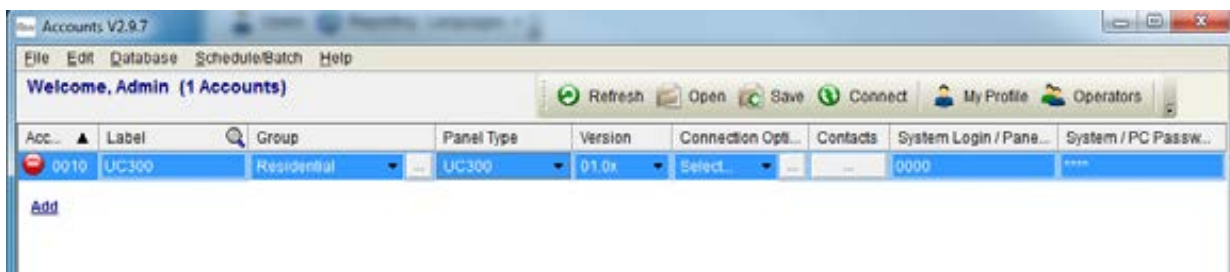 Accounts V2.9.7
File Edit Database Schedule/Batch Help
Welcome, Admin (1 Accounts)
Refresh Open Save Connect My Profile Operators
Acc... Label Group Panel Type Version Connection Opti... Contacts System Login / Pane... System / PC Passw...
0010 UC300 Residential ... UC300 01.0x Select... ... ... 0000 ****
Add